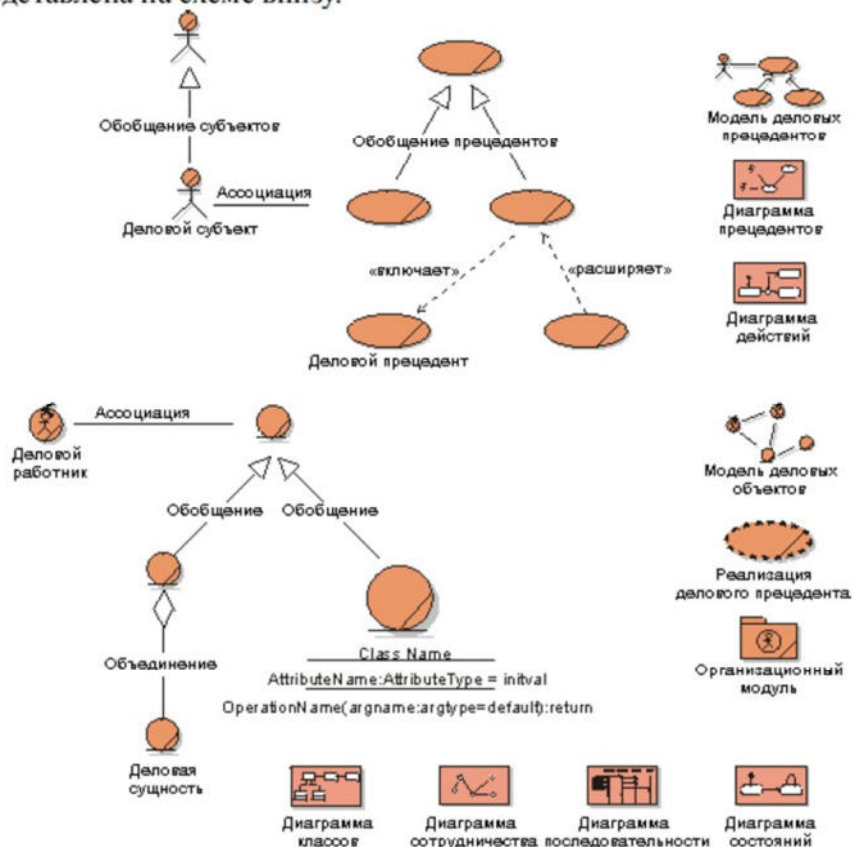 Обобщение субъектов
Ассоциация
Деловой субъект
Обобщение прецедентов
«включает»
«расширяет»
Деловой прецедент
Модель деловых
прецедентов
Диаграмма
прецедентов
Диаграмма
действий
Деловой
работник
Ассоциация
Обобщение
Обобщение
Объединение
Деловая
сущность
Class Name
AttributeName:AttributeType = initval
OperationName(argname:argtype=default):return
Модель деловых
объектов
Реализация
делового прецедента
Организационный
модуль
Диаграмма
классов
Диаграмма
сотрудничества
Диаграмма
последовательности
Диаграмма
состояний